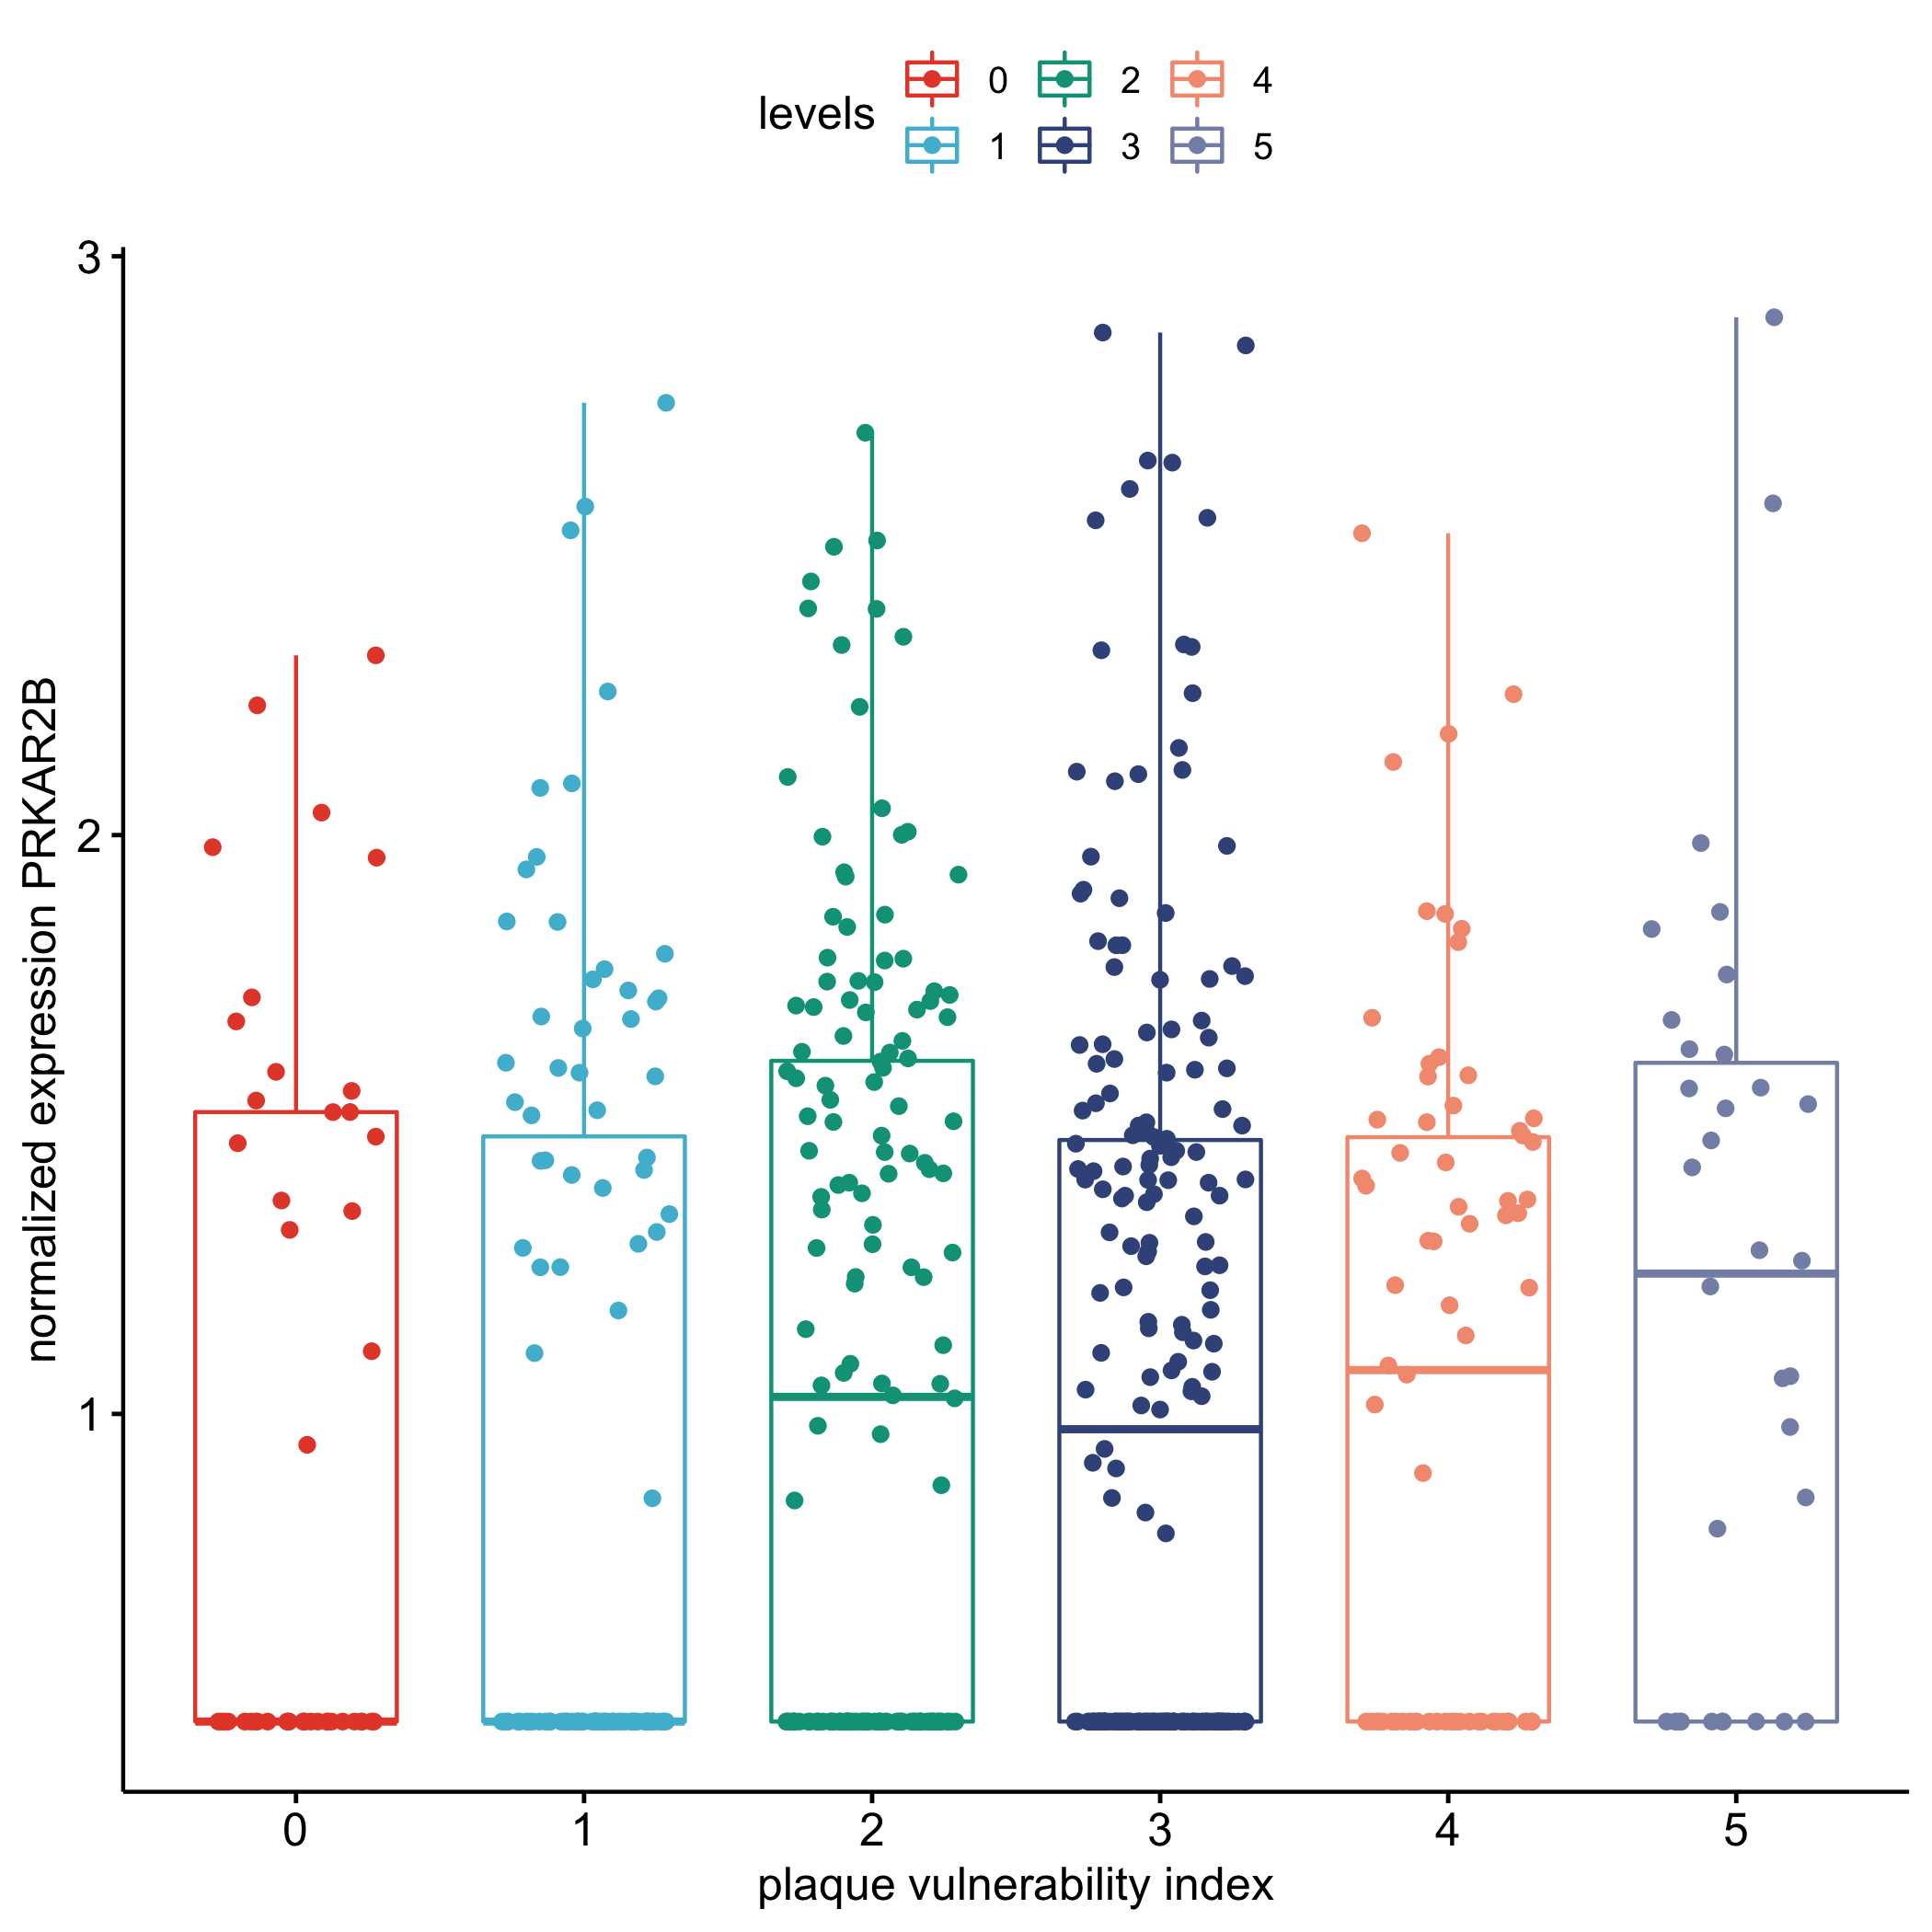 levels
0 2 4
1 3 5
normalized expression PRKAR2B
3
2
1
0 1 2 3 4 5
plaque vulnerability index